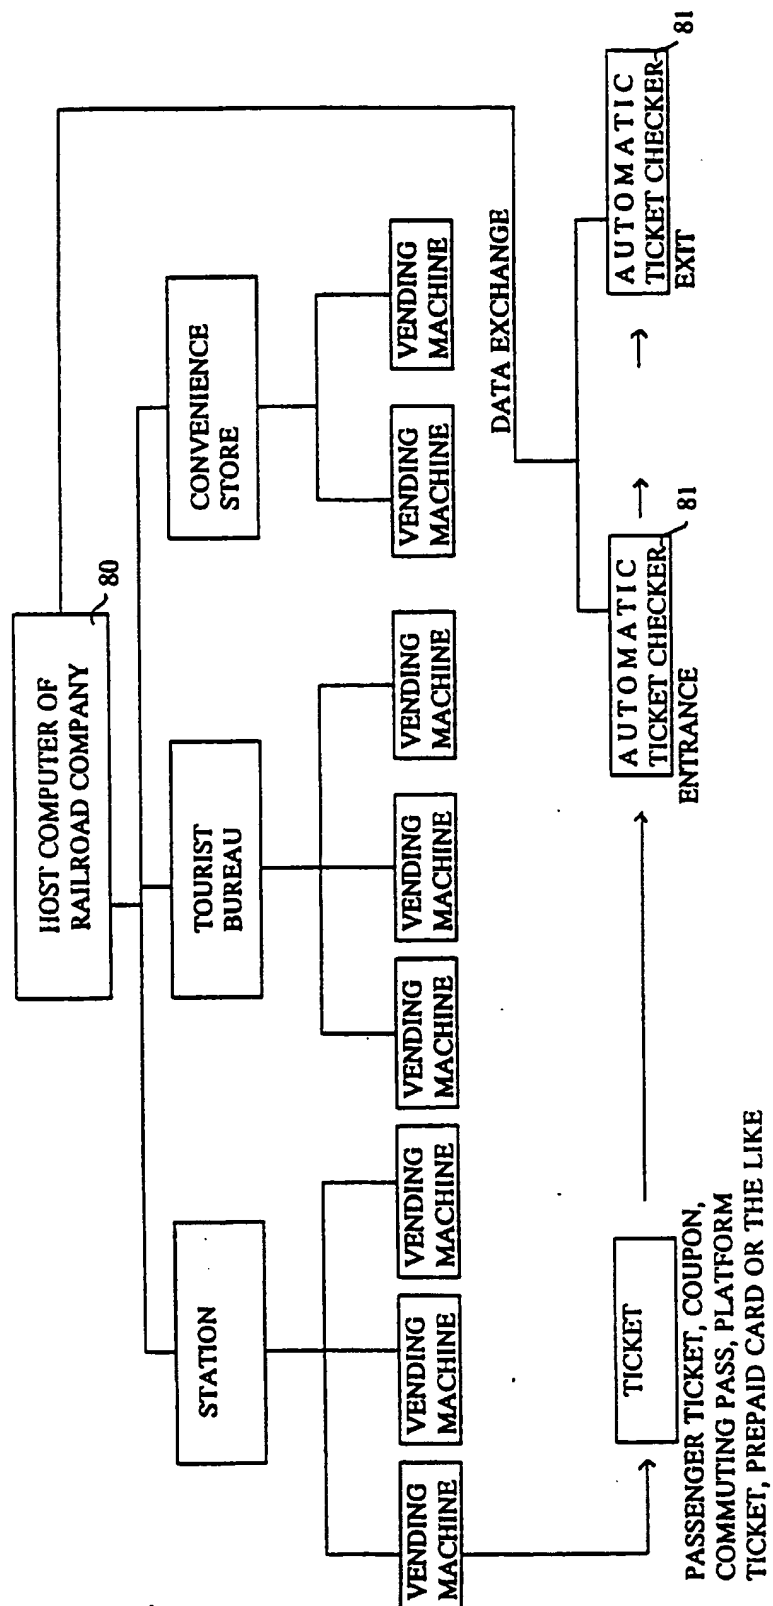 HOST COMPUTER OF
RAILROAD COMPANY
80
STATION
TOURIST
BUREAU
CONVENIENCE
STORE
VENDING
MACHINE
VENDING
MACHINE
VENDING
MACHINE
VENDING
MACHINE
VENDING
MACHINE
VENDING
MACHINE
VENDING
MACHINE
VENDING
MACHINE
DATA EXCHANGE
TICKET
PASSENGER TICKET, COUPON,
COMMUTING PASS, PLATFORM
TICKET, PREPAID CARD OR THE LIKE
AUTOMATIC
TICKET CHECKER
81
ENTRANCE
AUTOMATIC
TICKET CHECKER
81
EXIT